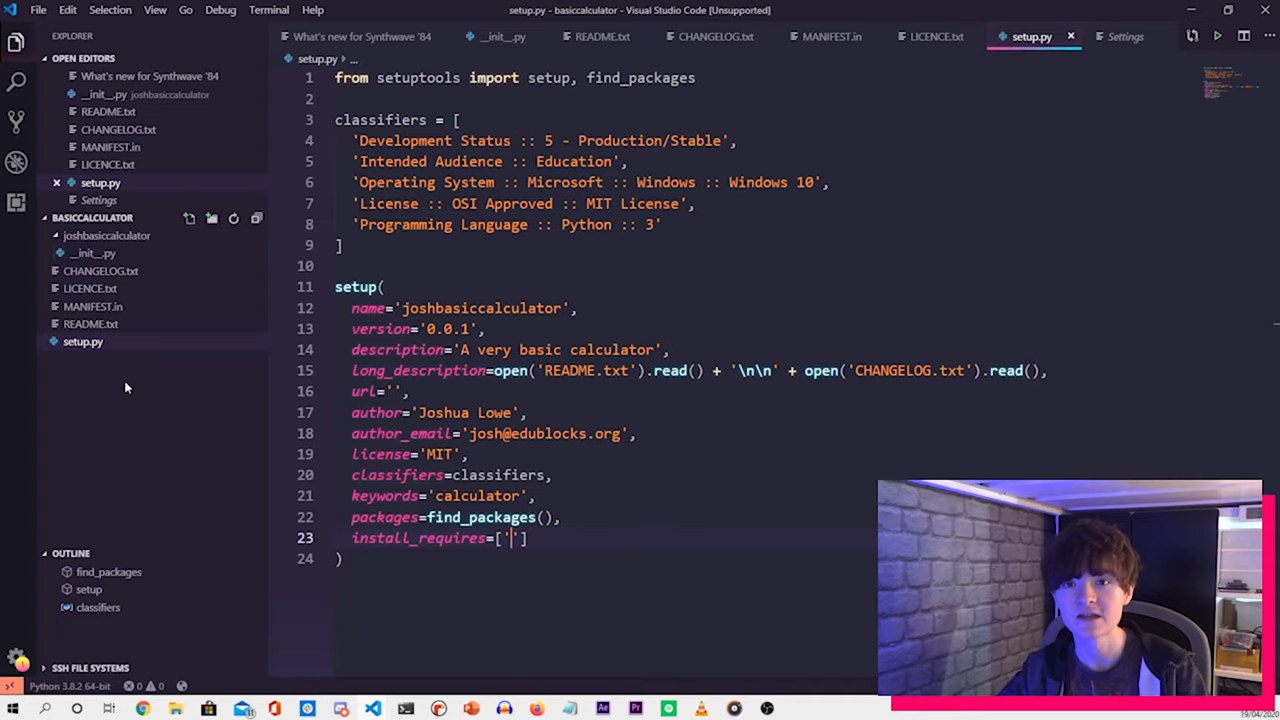 File Edit Selection View Go Debug Terminal Help
setup.py - basiccalculator - Visual Studio Code [Unsupported]
EXPLORER
What's new for Synthwave '84
__init__.py
README.txt
CHANGELOG.txt
MANIFEST.in
LICENCE.txt
setup.py
Settings
OPEN EDITORS
What's new for Synthwave '84
__init__.py joshbasiccalculator
README.txt
CHANGELOG.txt
MANIFEST.in
LICENCE.txt
setup.py
Settings
BASICCALCULATOR
joshbasiccalculator
__init__.py
CHANGELOG.txt
LICENCE.txt
MANIFEST.in
README.txt
setup.py
OUTLINE
find_packages
setup
classifiers
SSH FILE SYSTEMS
setup.py > ...
1 from setuptools import setup, find_packages
2
3 classifiers = [
4 'Development Status :: 5 - Production/Stable',
5 'Intended Audience :: Education',
6 'Operating System :: Microsoft :: Windows :: Windows 10',
7 'License :: OSI Approved :: MIT License',
8 'Programming Language :: Python :: 3'
9 ]
10
11 setup(
12 name='joshbasiccalculator',
13 version='0.0.1',
14 description='A very basic calculator',
15 long_description=open('README.txt').read() + '\n\n' + open('CHANGELOG.txt').read(),
16 url='',
17 author='Joshua Lowe',
18 author_email='josh@edublocks.org',
19 license='MIT',
20 classifiers=classifiers,
21 keywords='calculator',
22 packages=find_packages(),
23 install_requires=['']
24 )
Python 3.8.2 64-bit 0 0
19/04/2020